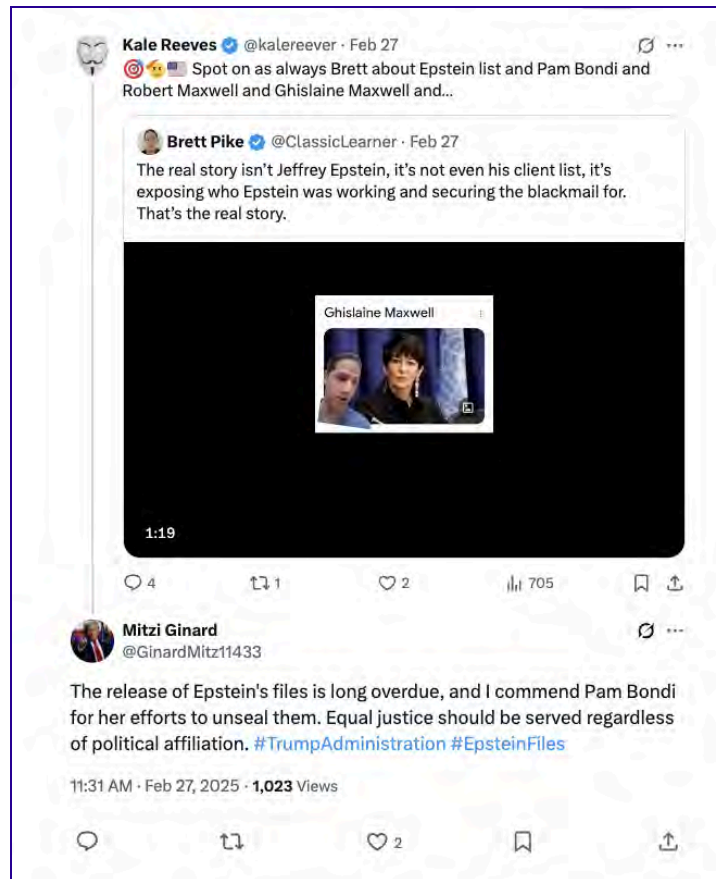 Kale Reeves @kalereever · Feb 27
🎯🫡🇺🇸 Spot on as always Brett about Epstein list and Pam Bondi and
Robert Maxwell and Ghislaine Maxwell and...
Brett Pike @ClassicLearner · Feb 27
The real story isn't Jeffrey Epstein, it's not even his client list, it's
exposing who Epstein was working and securing the blackmail for.
That's the real story.
Ghislaine Maxwell
1:19
4 1 2 705
Mitzi Ginard
@GinardMitz11433
The release of Epstein's files is long overdue, and I commend Pam Bondi
for her efforts to unseal them. Equal justice should be served regardless
of political affiliation. #TrumpAdministration #EpsteinFiles
11:31 AM · Feb 27, 2025 · 1,023 Views
2